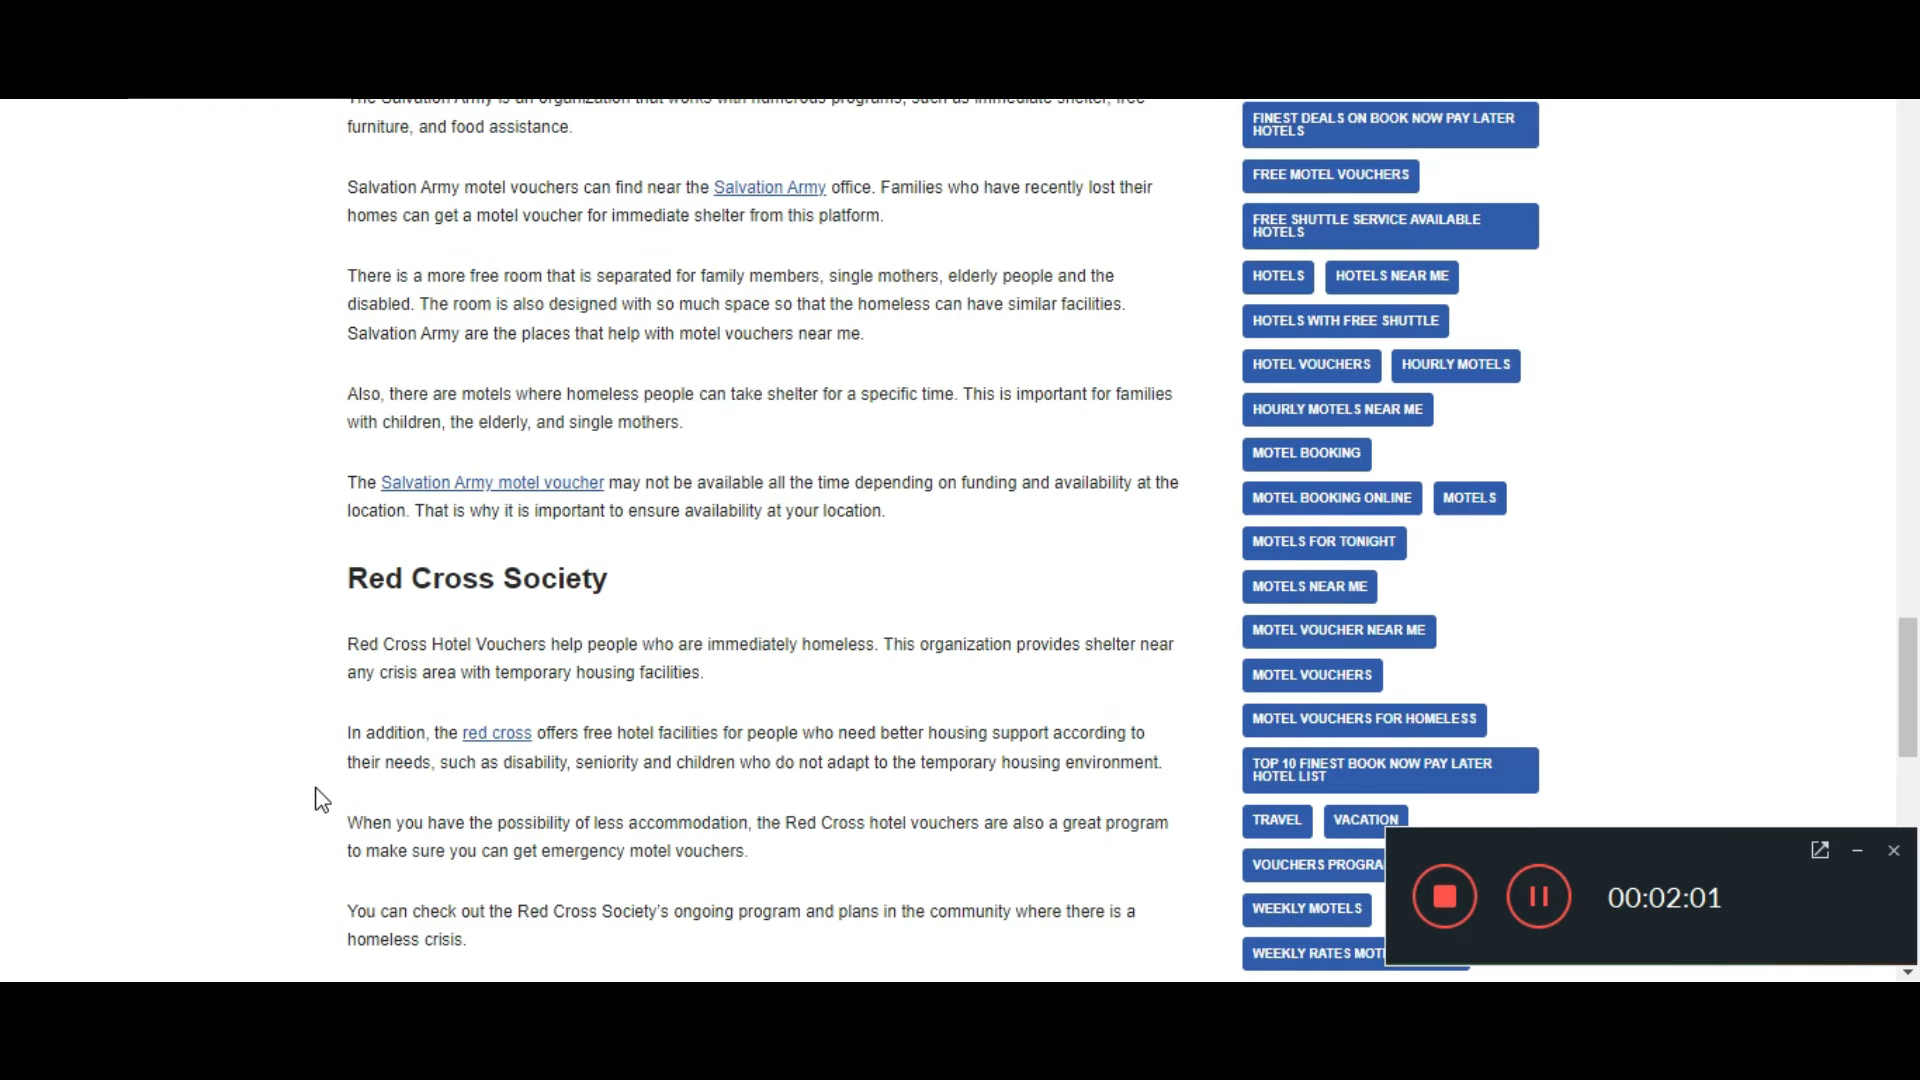 The Salvation Army is an organization that works with numerous programs, such as immediate shelter, free
furniture, and food assistance.
Salvation Army motel vouchers can find near the Salvation Army office. Families who have recently lost their
homes can get a motel voucher for immediate shelter from this platform.
There is a more free room that is separated for family members, single mothers, elderly people and the
disabled. The room is also designed with so much space so that the homeless can have similar facilities.
Salvation Army are the places that help with motel vouchers near me.
Also, there are motels where homeless people can take shelter for a specific time. This is important for families
with children, the elderly, and single mothers.
The Salvation Army motel voucher may not be available all the time depending on funding and availability at the
location. That is why it is important to ensure availability at your location.
Red Cross Society
Red Cross Hotel Vouchers help people who are immediately homeless. This organization provides shelter near
any crisis area with temporary housing facilities.
In addition, the red cross offers free hotel facilities for people who need better housing support according to
their needs, such as disability, seniority and children who do not adapt to the temporary housing environment.
When you have the possibility of less accommodation, the Red Cross hotel vouchers are also a great program
to make sure you can get emergency motel vouchers.
You can check out the Red Cross Society's ongoing program and plans in the community where there is a
homeless crisis.
FINEST DEALS ON BOOK NOW PAY LATER
HOTELS
FREE MOTEL VOUCHERS
FREE SHUTTLE SERVICE AVAILABLE
HOTELS
HOTELS HOTELS NEAR ME
HOTELS WITH FREE SHUTTLE
HOTEL VOUCHERS HOURLY MOTELS
HOURLY MOTELS NEAR ME
MOTEL BOOKING
MOTEL BOOKING ONLINE MOTELS
MOTELS FOR TONIGHT
MOTELS NEAR ME
MOTEL VOUCHER NEAR ME
MOTEL VOUCHERS
MOTEL VOUCHERS FOR HOMELESS
TOP 10 FINEST BOOK NOW PAY LATER
HOTEL LIST
TRAVEL VACATION
VOUCHERS PROGRA
WEEKLY MOTELS
WEEKLY RATES MOT
00:02:01